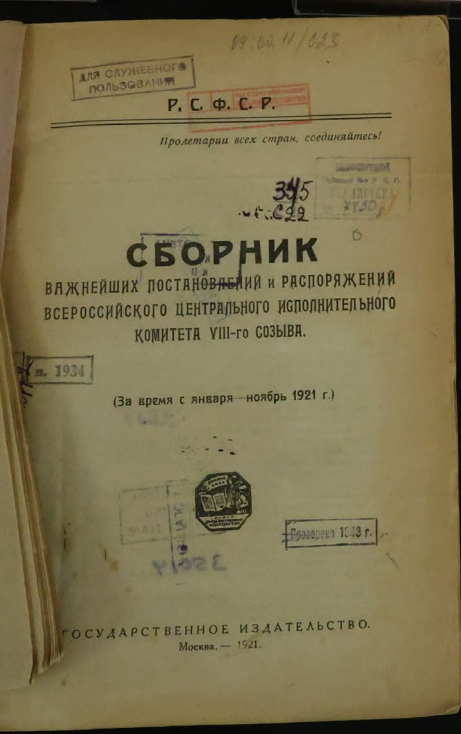 ДЛЯ СЛУЖЕБНОГО
ПОЛЬЗОВАНИЯ
Р. С. Ф. С. Р.
Пролетарии всех стран, соединяйтесь!
345
С22
СБОРНИК
ВАЖНЕЙШИХ ПОСТАНОВЛЕНИЙ и РАСПОРЯЖЕНИЙ
ВСЕРОССИЙСКОГО ЦЕНТРАЛЬНОГО ИСПОЛНИТЕЛЬНОГО
КОМИТЕТА VIII-го СОЗЫВА.
1934
(За время с января—ноябрь 1921 г.)
Проверено г.
ГОСУДАРСТВЕННОЕ ИЗДАТЕЛЬСТВО.
Москва.— 1921.